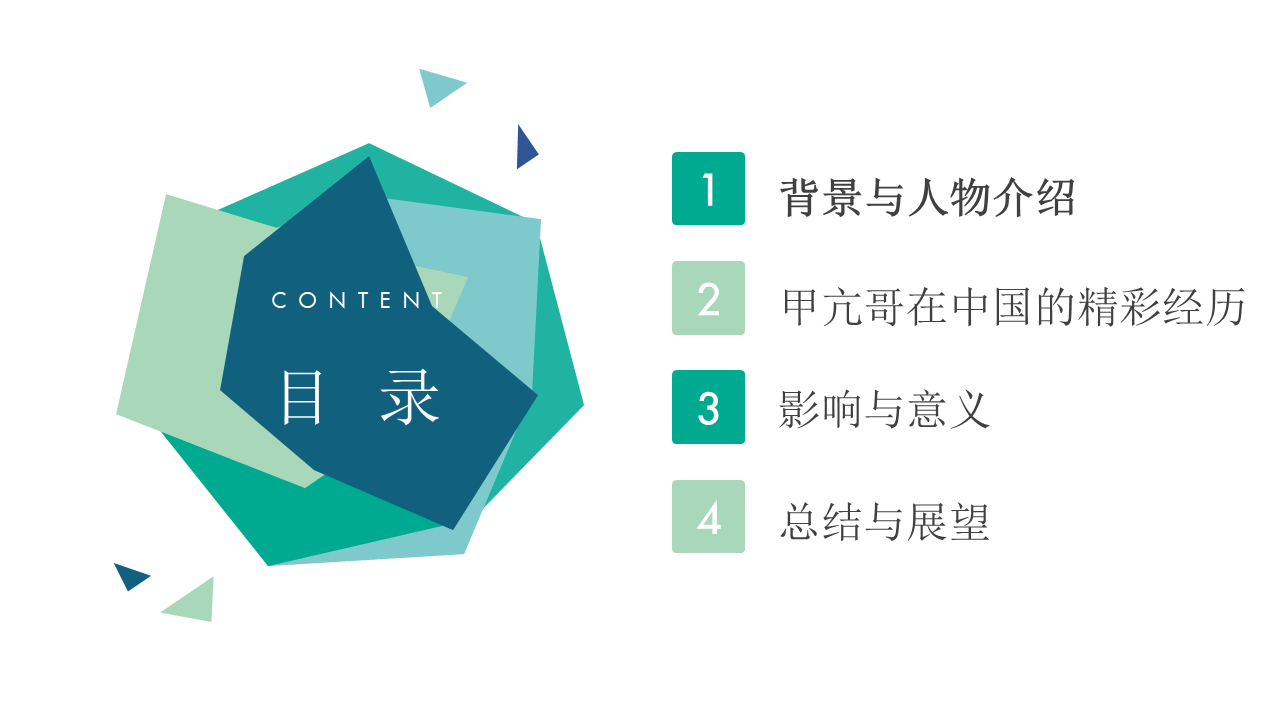 CONTENT
目 录
1 背景与人物介绍
2 甲亢哥在中国的精彩经历
3 影响与意义
4 总结与展望